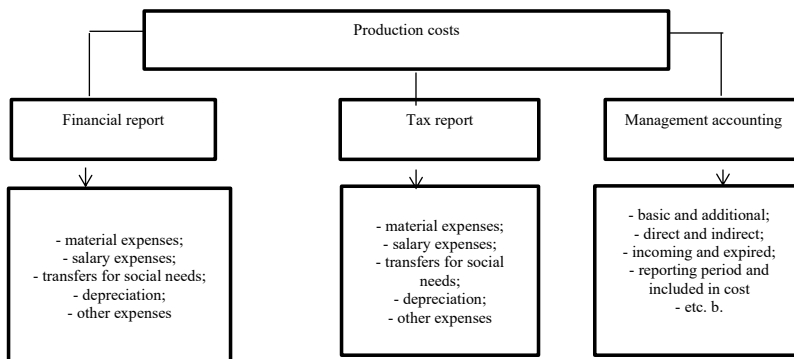 Production costs
Financial report
Tax report
Management accounting
- material expenses;
- salary expenses;
- transfers for social needs;
- depreciation;
- other expenses
- material expenses;
- salary expenses;
- transfers for social
needs;
- depreciation;
- other expenses
- basic and additional;
- direct and indirect;
- incoming and expired;
- reporting period and
included in cost
- etc. b.